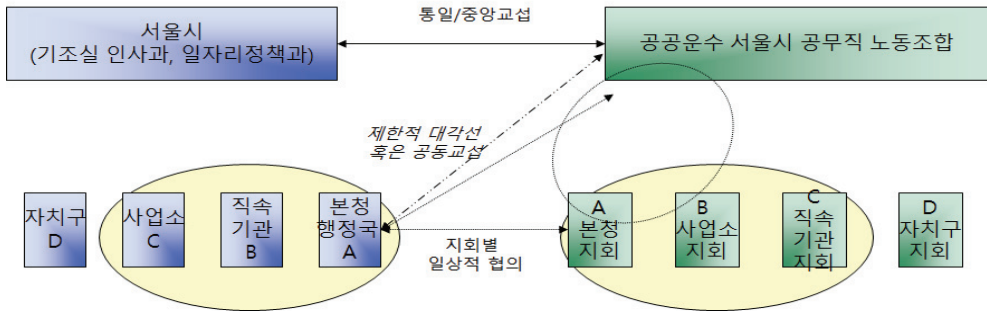 서울시
(기조실 인사과, 일자리정책과)
통일/중앙교섭
공공운수 서울시 공무직 노동조합
제한적 대각선
혹은 공동교섭
자치구
D
사업소
C
직속
기관
B
본청
행정국
A
지회별
일상적 협의
A
본청
지회
B
사업소
지회
C
직속
기관
지회
D
자치구
지회